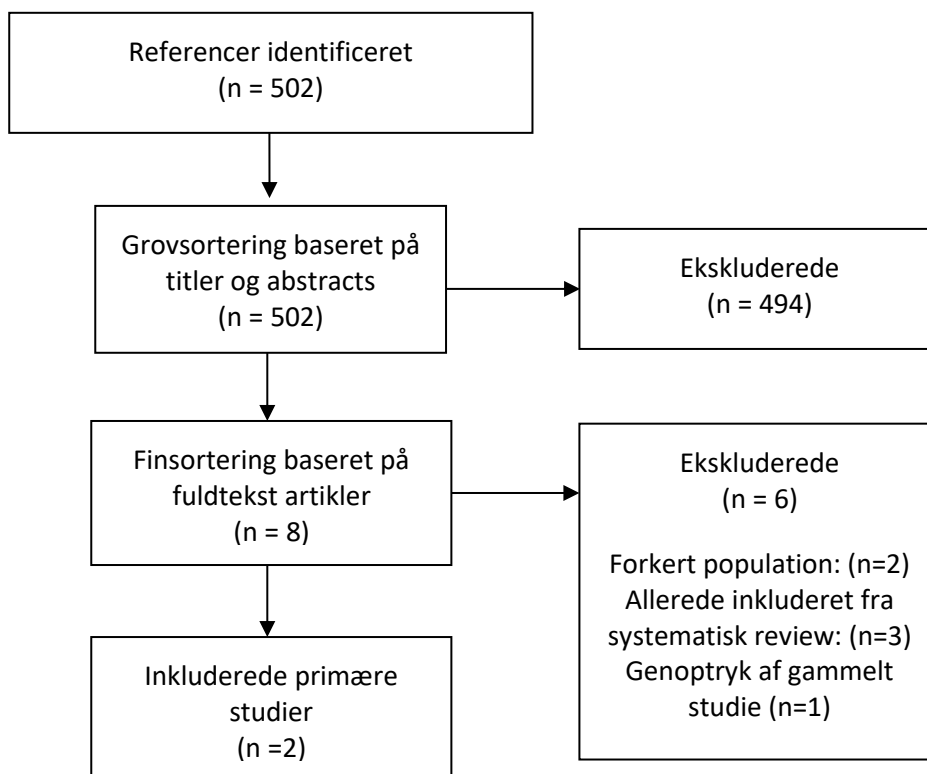 Referencer identificeret
(n = 502)
Grovsortering baseret på
titler og abstracts
(n = 502)
Ekskluderede
(n = 494)
Finsortering baseret på
fuldtekst artikler
(n = 8)
Ekskluderede
(n = 6)
Forkert population: (n=2)
Allerede inkluderet fra
systematisk review: (n=3)
Genoptryk af gammelt
studie (n=1)
Inkluderede primære
studier
(n =2)